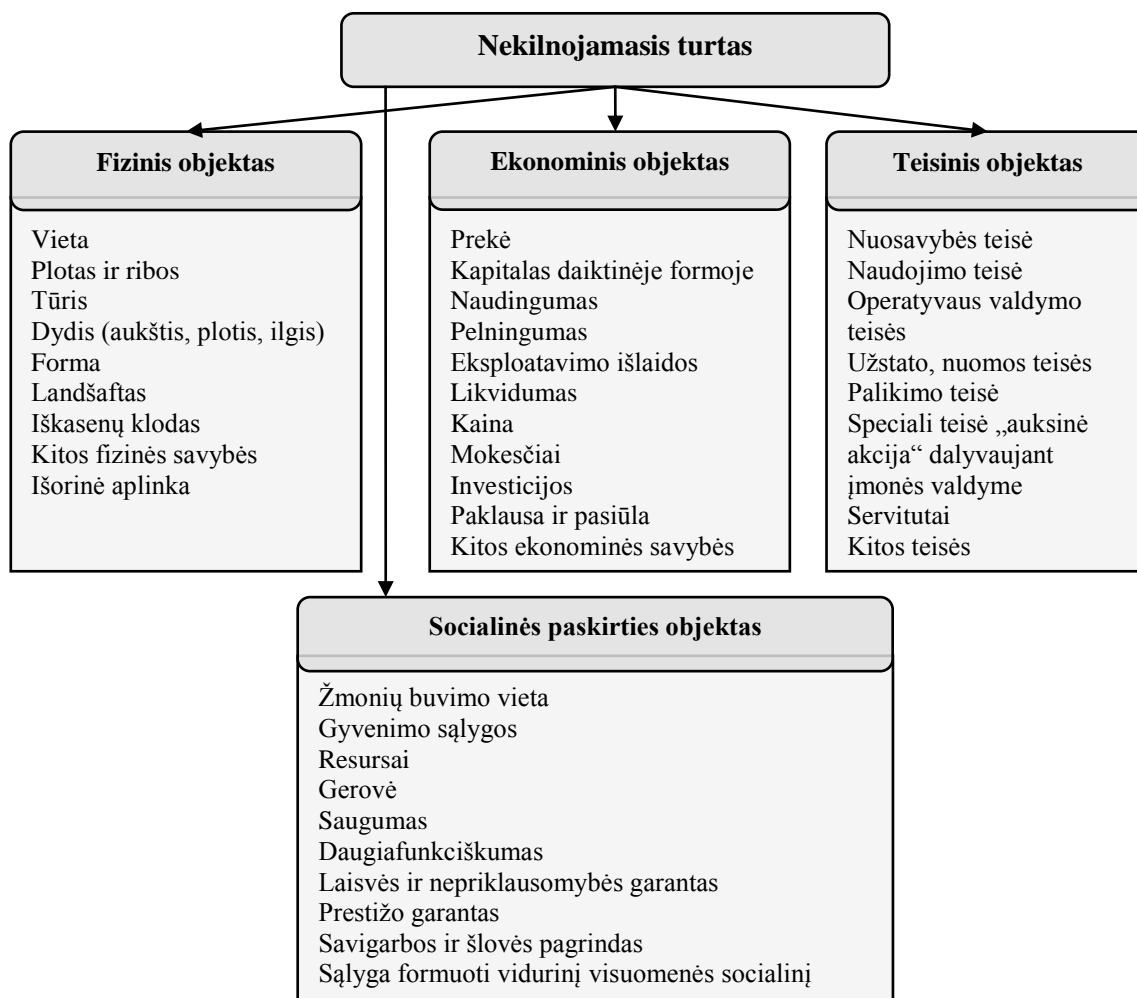 Nekilnojamasis turtas
Fizinis objektas
Vieta
Plotas ir ribos
Tūris
Dydis (aukštis, plotis, ilgis)
Forma
Landšaftas
Iškasenų klodas
Kitos fizinės savybės
Išorinė aplinka
Ekonominis objektas
Prekė
Kapitalas daiktinėje formoje
Naudingumas
Pelningumas
Eksploatavimo išlaidos
Likvidumas
Kaina
Mokesčiai
Investicijos
Paklausa ir pasiūla
Kitos ekonominės savybės
Teisinis objektas
Nuosavybės teisė
Naudojimo teisė
Operatyvaus valdymo
teisės
Užstato, nuomos teisės
Palikimo teisė
Speciali teisė „auksinė
akcija“ dalyvaujant
įmonės valdyme
Servitutai
Kitos teisės
Socialinės paskirties objektas
Žmonių buvimo vieta
Gyvenimo sąlygos
Resursai
Gerovė
Saugumas
Daugiafunkciškumas
Laisvės ir nepriklausomybės garantas
Prestižo garantas
Savigarbos ir šlovės pagrindas
Sąlyga formuoti vidurinį visuomenės socialinį